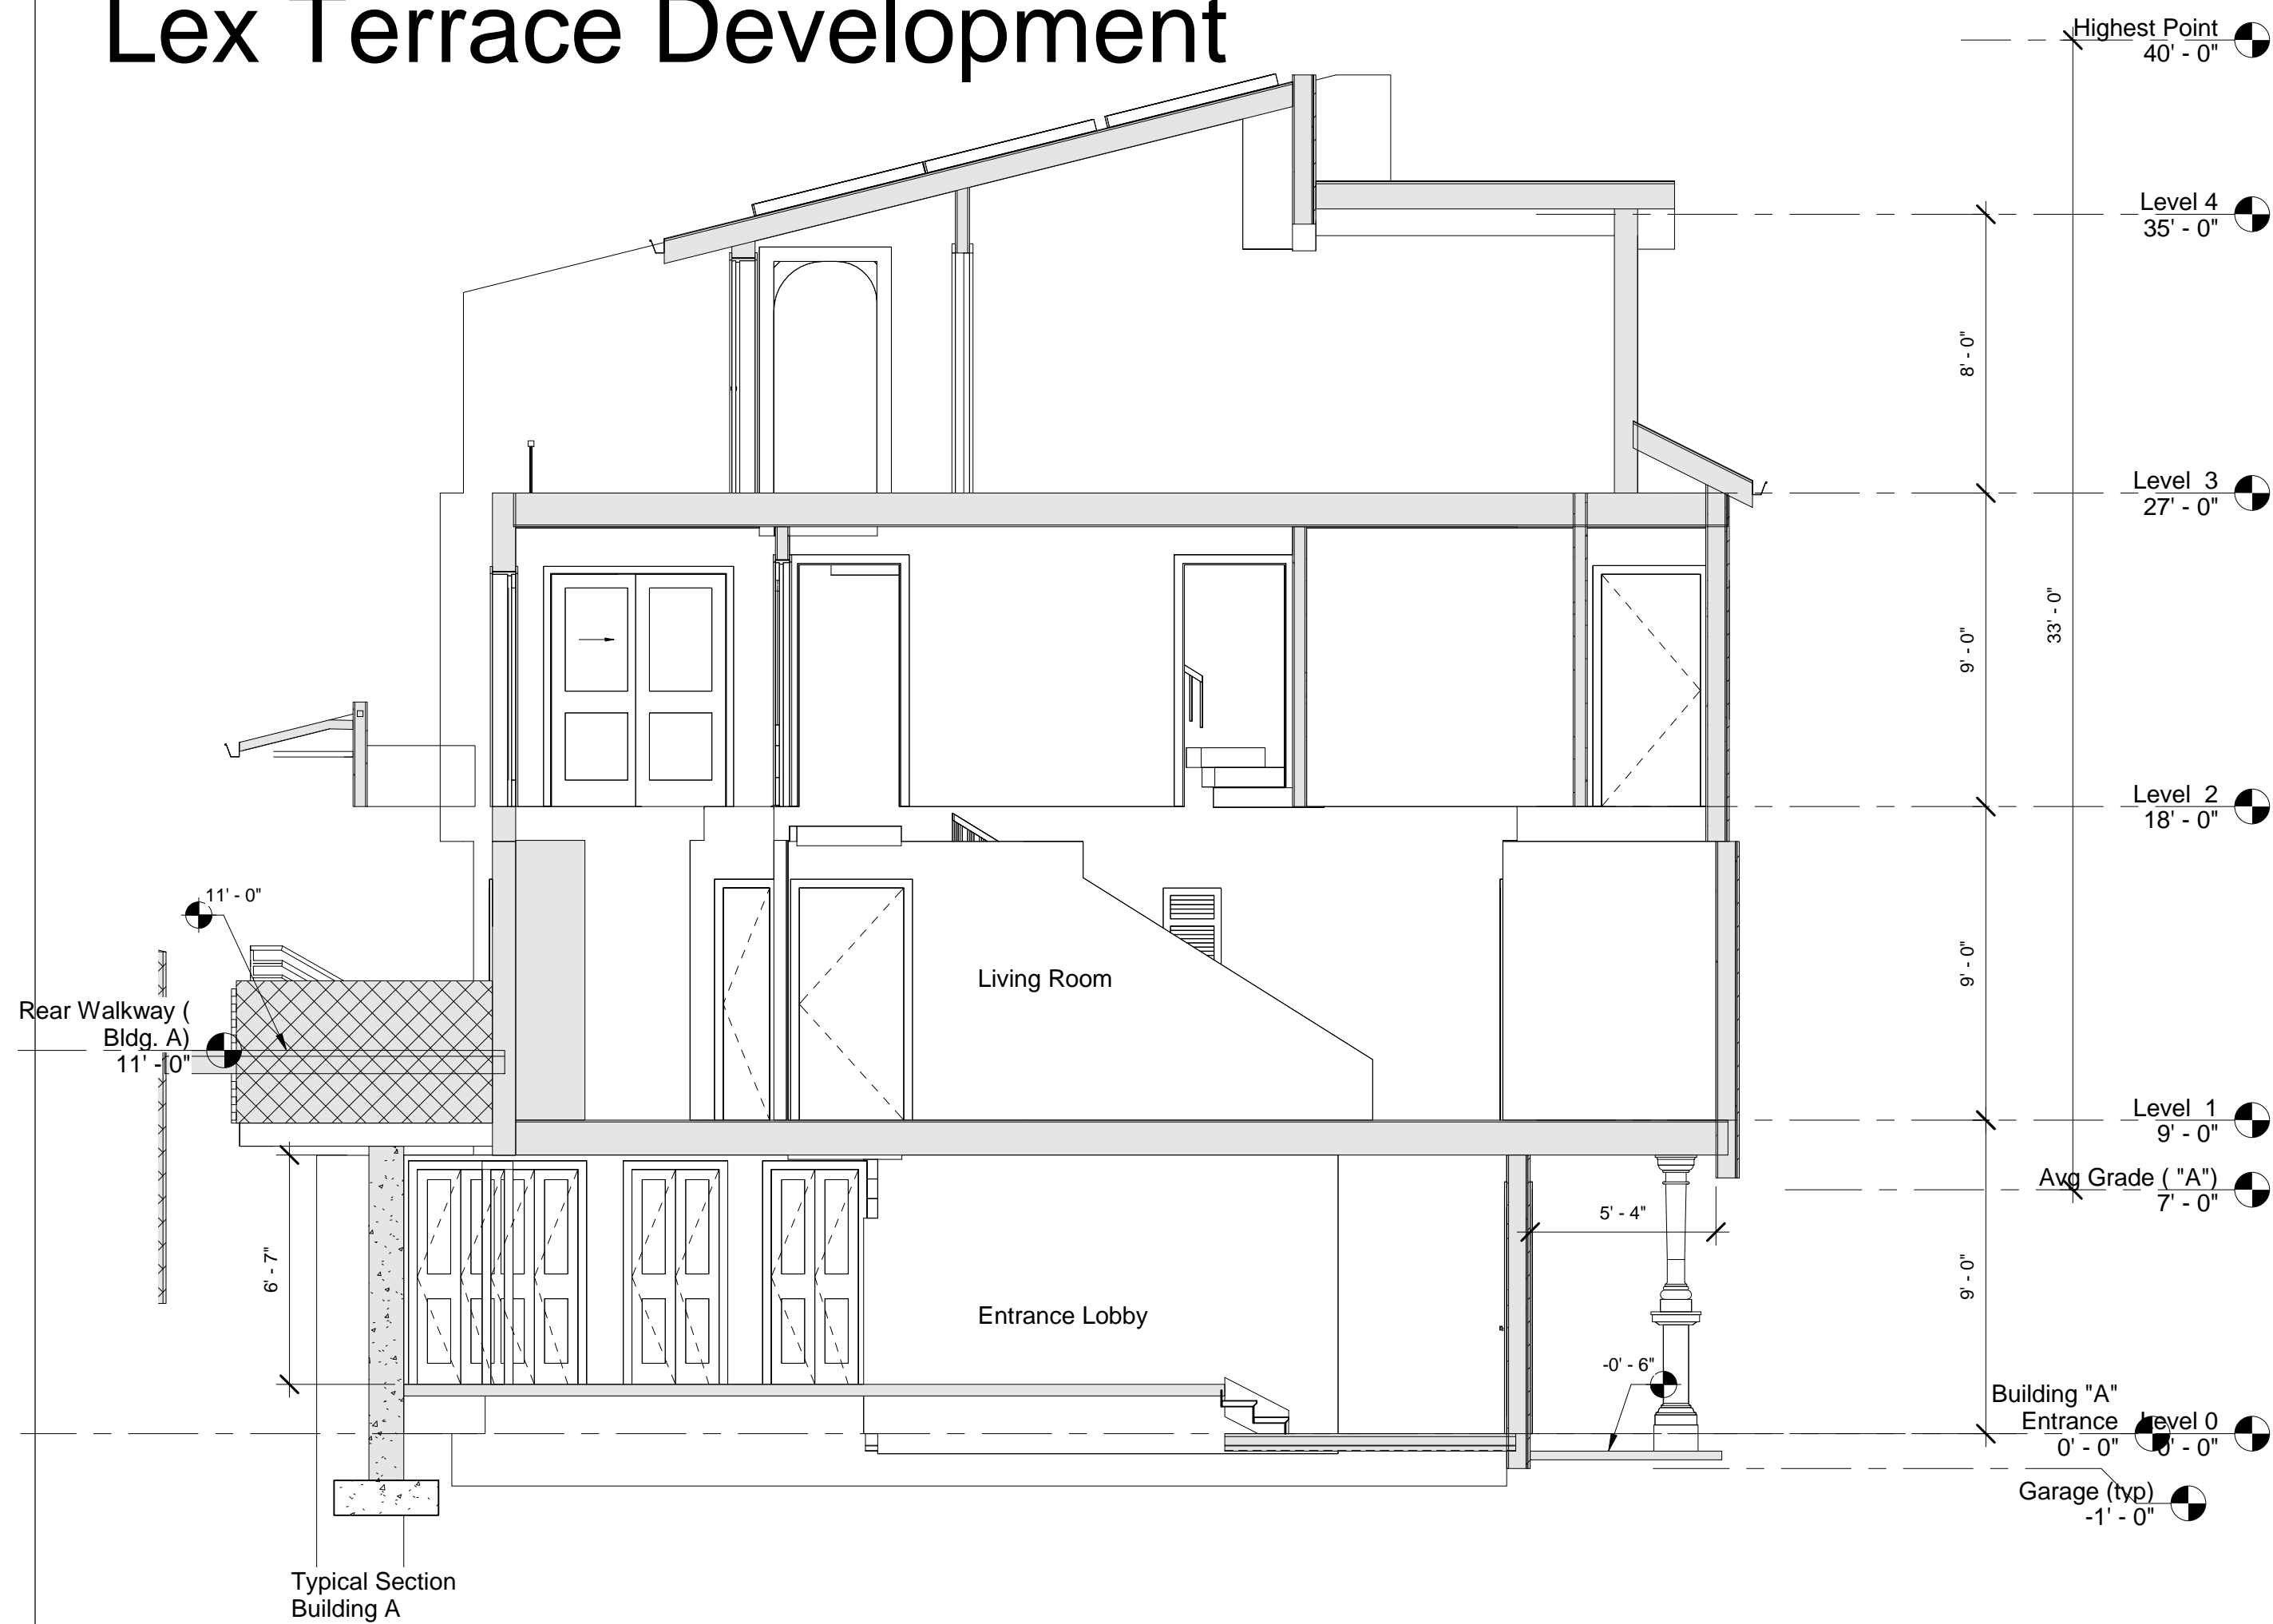 Lex Terrace Development
Highest Point
40' - 0"
Level 4
35' - 0"
8' - 0"
Level 3
27' - 0"
33' - 0"
9' - 0"
Level 2
18' - 0"
11' - 0"
9' - 0"
Living Room
Rear Walkway (
Bldg. A)
11' - 0"
Level 1
9' - 0"
Avg Grade ( "A")
7' - 0"
5' - 4"
6' - 7"
9' - 0"
Entrance Lobby
-0' - 6"
Building "A"
Entrance
0' - 0"
Level 0
0' - 0"
Garage (typ)
-1' - 0"
Typical Section
Building A